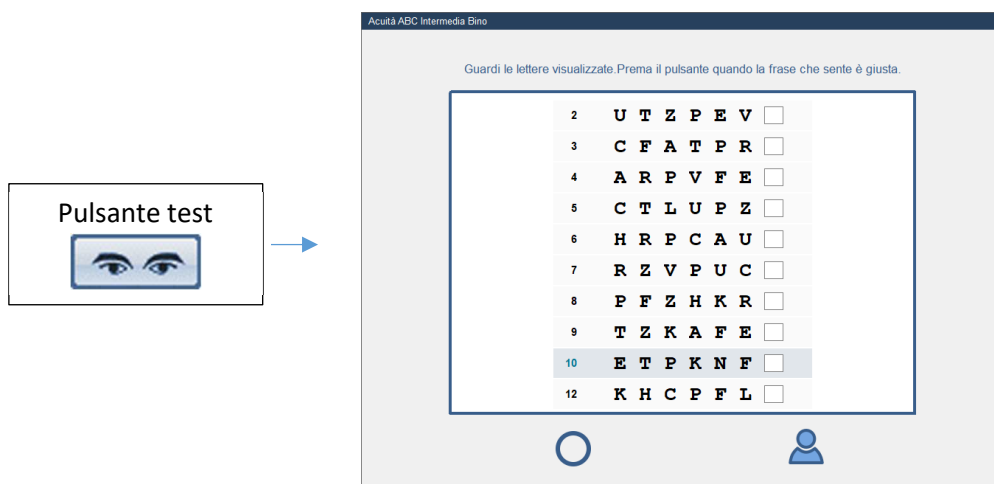 Acuità ABC Intermedia Bino
Guardi le lettere visualizzate.Prema il pulsante quando la frase che sente è giusta.
Pulsante test
2 U T Z P E V
3 C F A T P R
4 A R P V F E
5 C T L U P Z
6 H R P C A U
7 R Z V P U C
8 P F Z H K R
9 T Z K A F E
10 E T P K N F
12 K H C P F L